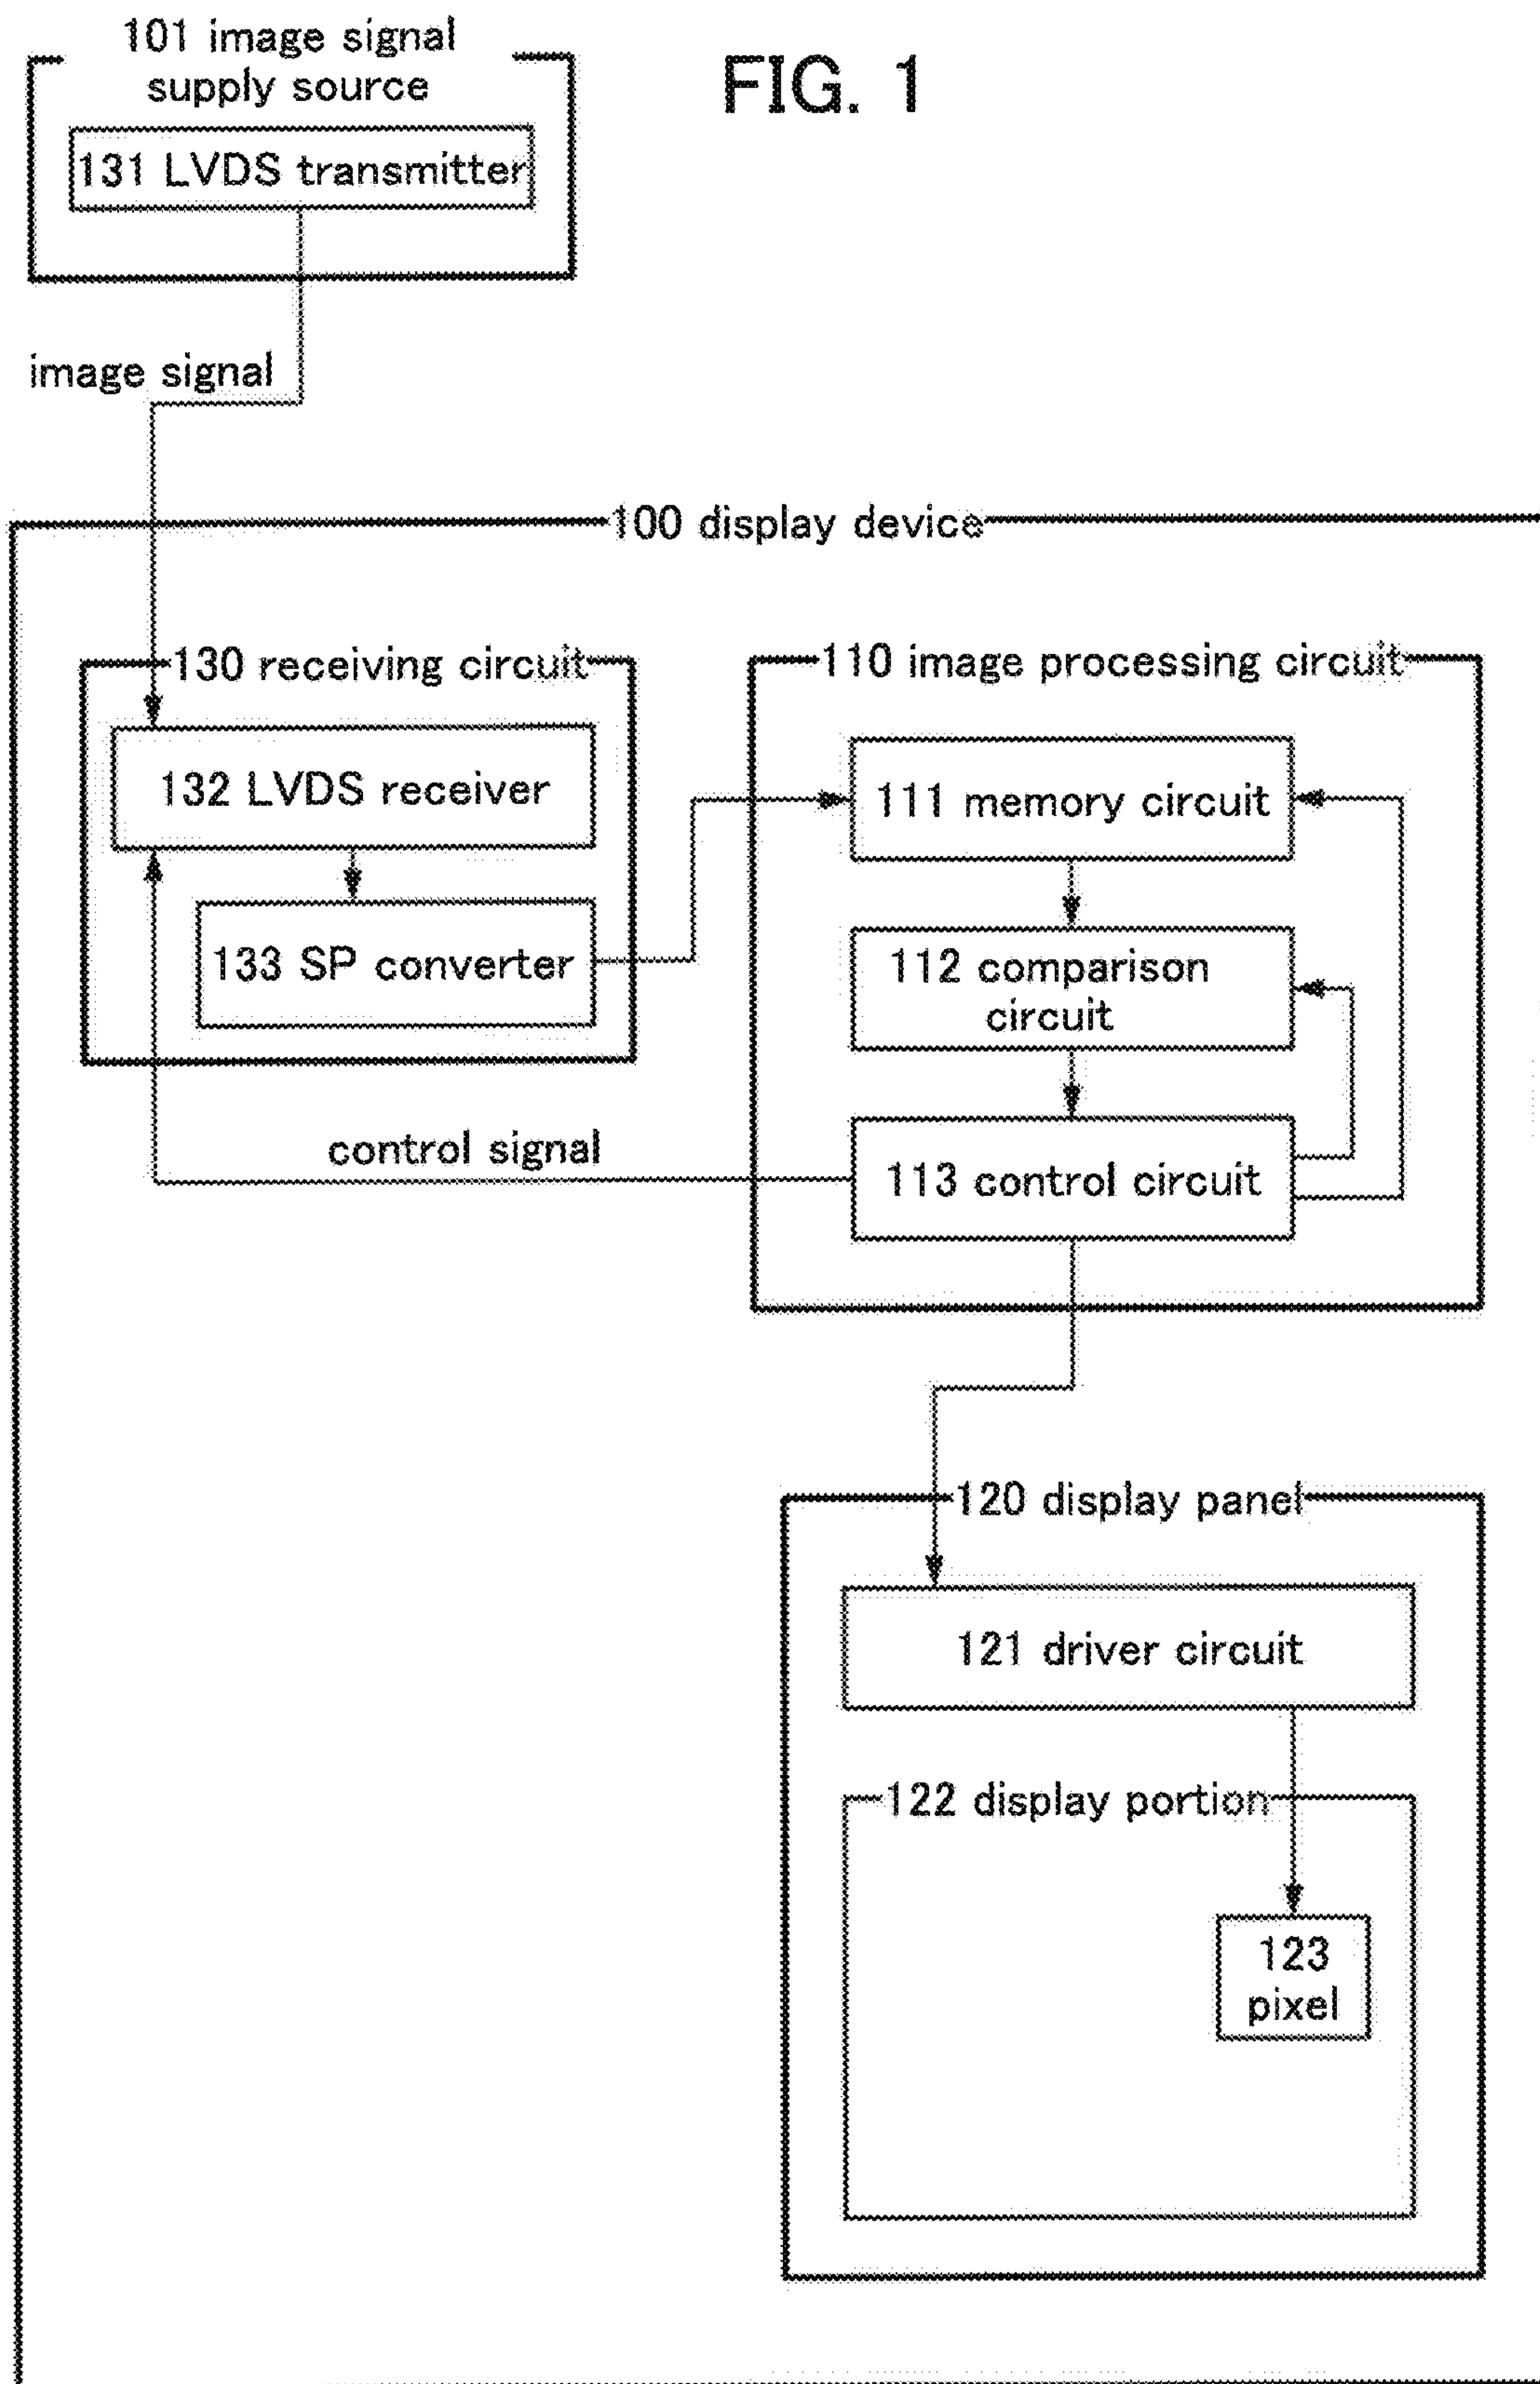 101 image signal
supply source
FIG. 1
131 LVDS transmitter
image signal
100 display device
130 receiving circuit
110 image processing circuit
132 LVDS receiver
111 memory circuit
133 SP converter
112 comparison
circuit
control signal
113 control circuit
120 display panel
121 driver circuit
122 display portion
123
pixel